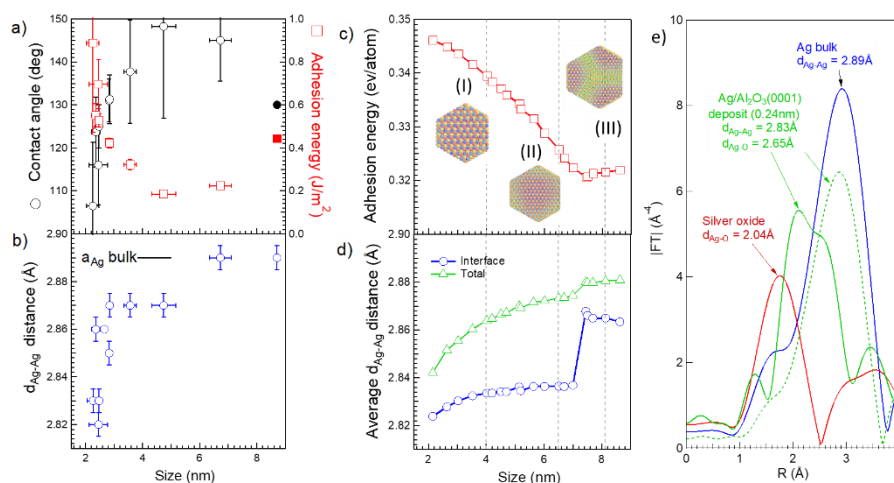 a)
150
140
130
120
110
2.90
Contact angle (deg)
1.0
0.8
0.6
0.4
0.2
0.0
Adhesion energy (J/m²)
b)
a_Ag bulk
2.88
2.86
2.84
2.82
d_Ag-Ag distance (Å)
2
4
6
8
Size (nm)
c)
0.35
0.34
0.33
0.32
2.90
Adhesion energy (ev/atom)
(I)
(II)
(III)
d)
Interface
Total
2.88
2.86
2.84
2.82
Average d_Ag-Ag distance (Å)
2
4
6
8
Size (nm)
e)
10
8
6
4
2
0
|FT| (Å⁻⁴)
Ag bulk
d_Ag-Ag = 2.89Å
Ag/Al₂O₃(0001)
deposit (0.24nm)
d_Ag-Ag = 2.83Å
d_Ag-O = 2.65Å
Silver oxide
d_Ag-O = 2.04Å
0
1
2
3
R (Å)